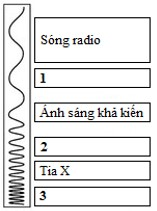 Sóng radio
1
Ánh sáng khả kiến
2
Tia X
3